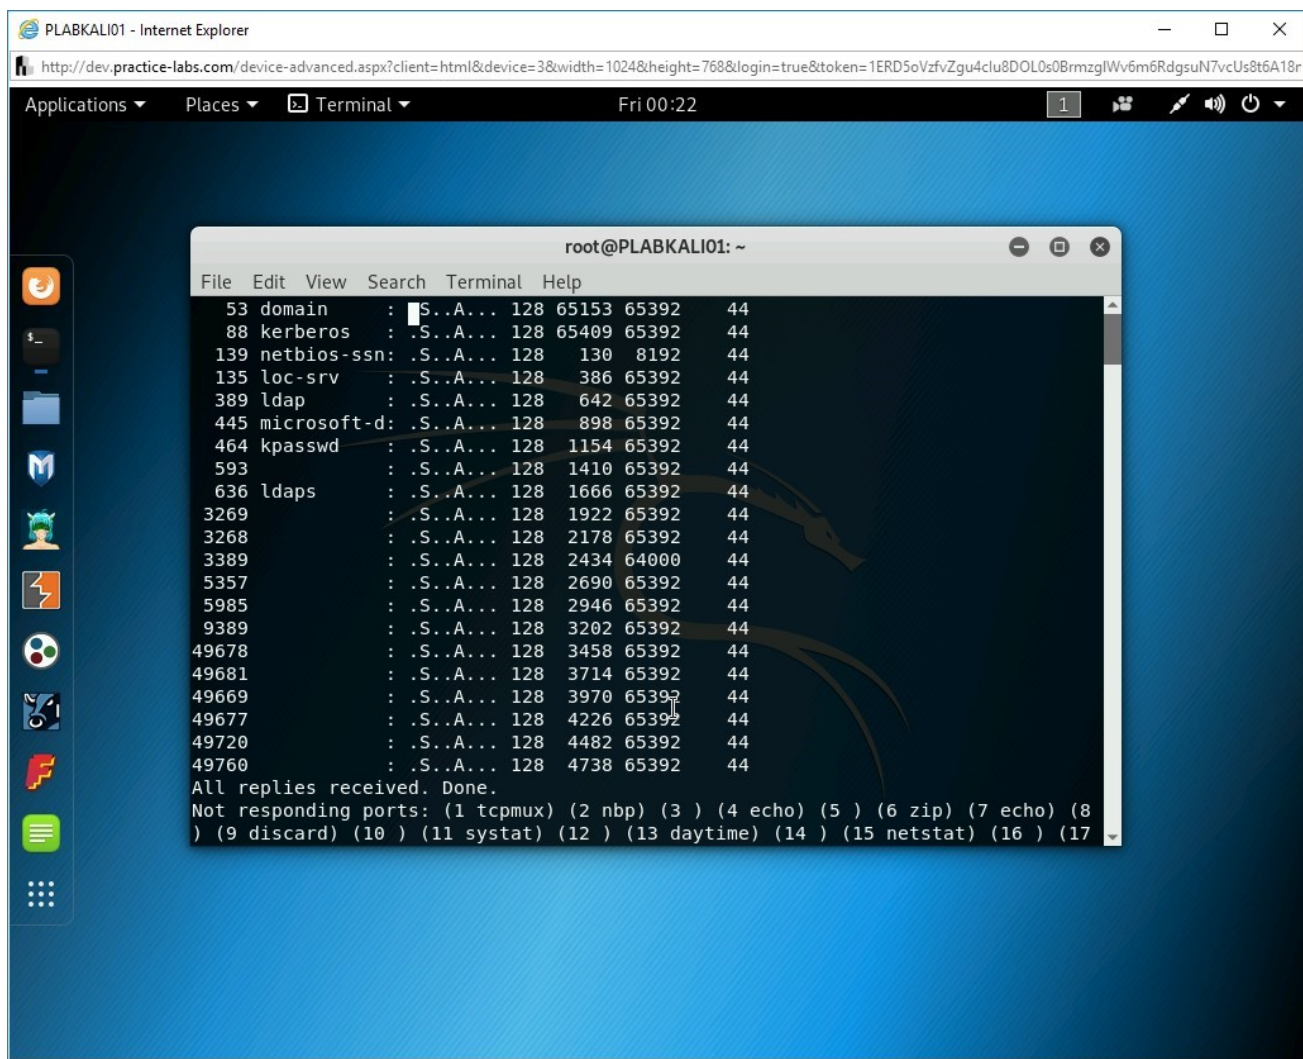 PLABKALI01 - Internet Explorer
http://dev.practice-labs.com/device-advanced.aspx?client=html&device=3&width=1024&height=768&login=true&token=1ERD5oVzfvZgu4clu8DOL0s0BrmzgIWv6m6RdgsuN7vcUs8t6A18r
Applications Places Terminal Fri 00:22 1
root@PLABKALI01: ~
File Edit View Search Terminal Help
53 domain : .S..A... 128 65153 65392 44
88 kerberos : .S..A... 128 65409 65392 44
139 netbios-ssn: .S..A... 128 130 8192 44
135 loc-srv : .S..A... 128 386 65392 44
389 ldap : .S..A... 128 642 65392 44
445 microsoft-d: .S..A... 128 898 65392 44
464 kpasswd : .S..A... 128 1154 65392 44
593 : .S..A... 128 1410 65392 44
636 ldaps : .S..A... 128 1666 65392 44
3269 : .S..A... 128 1922 65392 44
3268 : .S..A... 128 2178 65392 44
3389 : .S..A... 128 2434 64000 44
5357 : .S..A... 128 2690 65392 44
5985 : .S..A... 128 2946 65392 44
9389 : .S..A... 128 3202 65392 44
49678 : .S..A... 128 3458 65392 44
49681 : .S..A... 128 3714 65392 44
49669 : .S..A... 128 3970 65392 44
49677 : .S..A... 128 4226 65392 44
49720 : .S..A... 128 4482 65392 44
49760 : .S..A... 128 4738 65392 44
All replies received. Done.
Not responding ports: (1 tcpmux) (2 nbp) (3 ) (4 echo) (5 ) (6 zip) (7 echo) (8
) (9 discard) (10 ) (11 systat) (12 ) (13 daytime) (14 ) (15 netstat) (16 ) (17